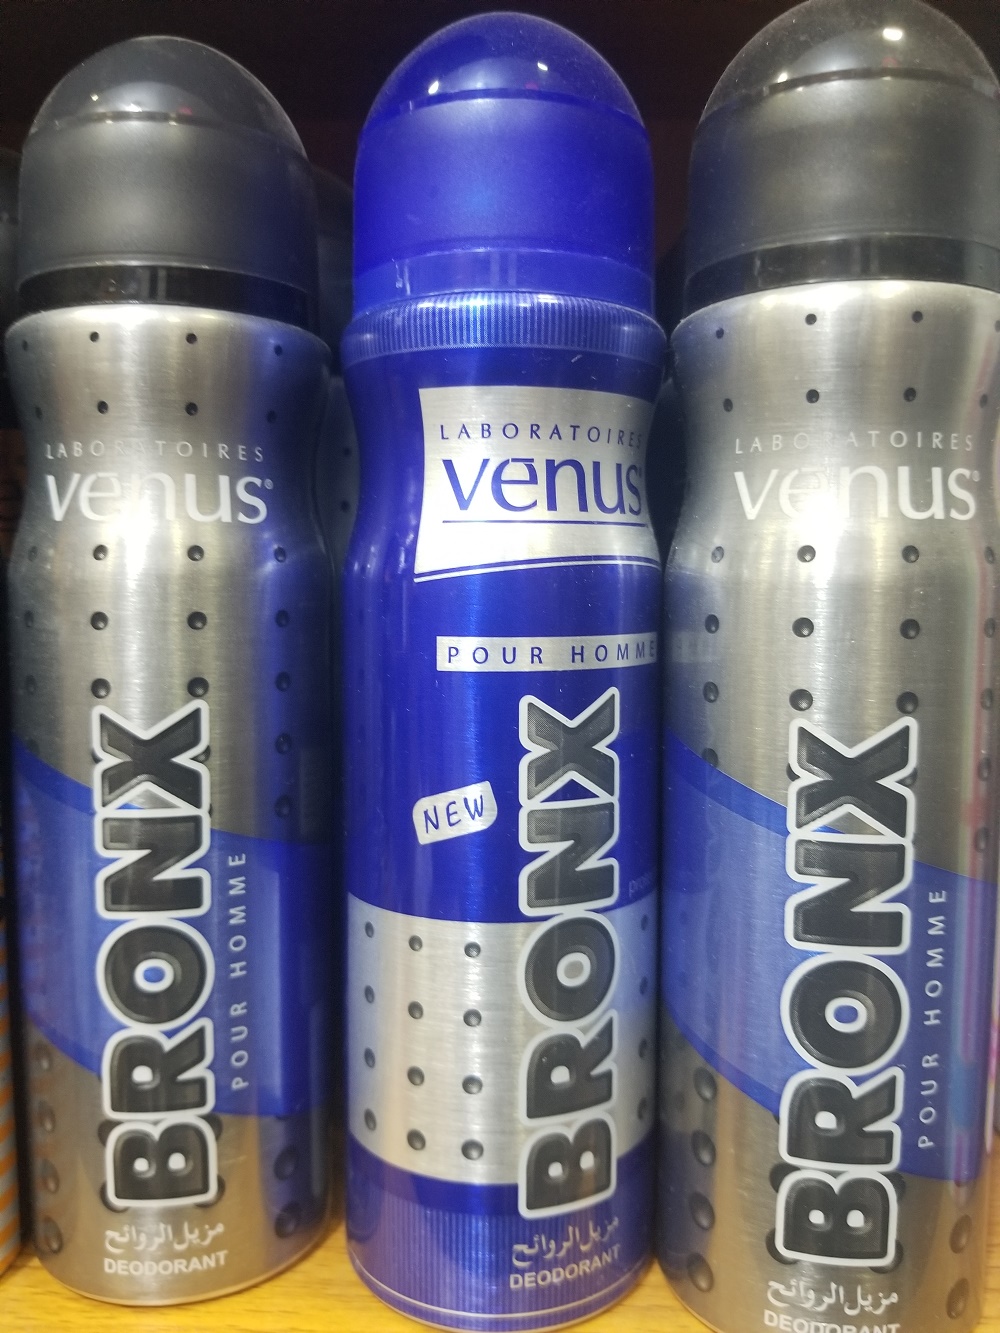 LABORATOIRES
venus®
BRONX
POUR HOMME
مزيل الروائح
DEODORANT
LABORATOIRES
venus
POUR HOMME
NEW
BRONX
مزيل الروائح
DEODORANT
LABORATOIRES
venus®
BRONX
POUR HOMME
مزيل الروائح
DEODORANT